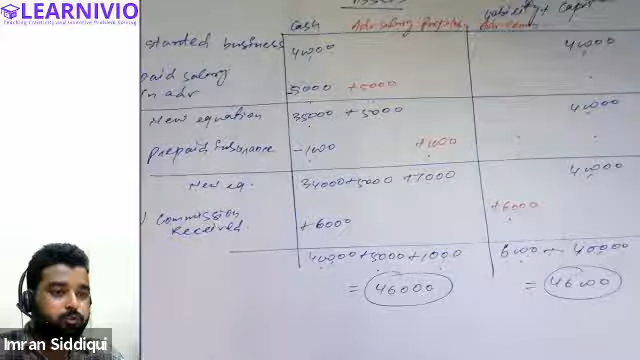 LEARNIVIO
Teaching Creativity and Inventive Problem Solving
Assets
Liability + Capital
Cash Adv. salary Prepaid
started business 40000 40000
paid salary
in adv -5000 +5000
New equation 35000 + 5000 40000
Prepaid insurance -1000 +1000
New eq. 34000+5000 +1000 40000
Commission
Received. +6000 +6000
40000+5000+1000 6000 + 40000
= 46000 = 46000
Imran Siddiqui